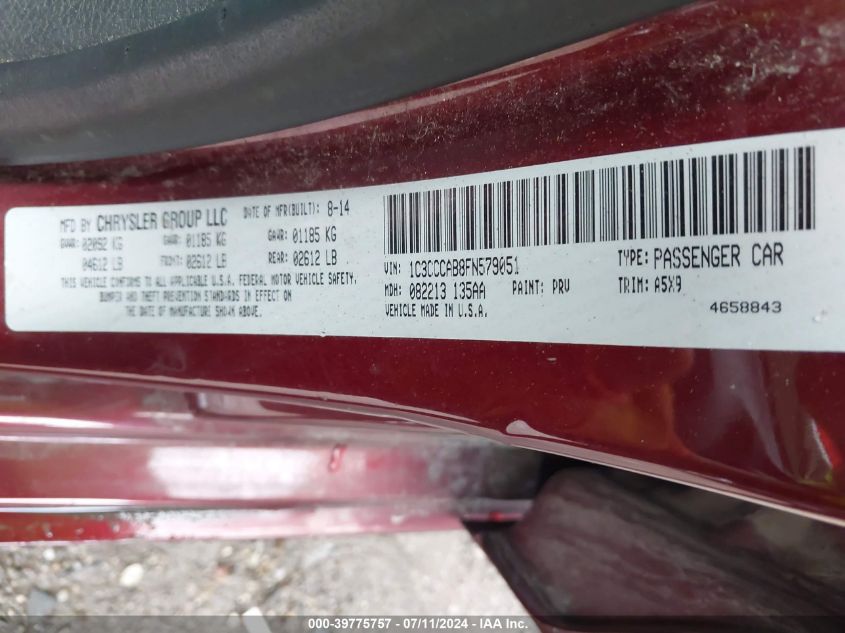 MFD BY CHRYSLER GROUP LLC DATE OF MFR(BUILT): 8-14
GVWR: 02092 KG GAWR: 01185 KG GAWR: 01185 KG
04612 LB FRONT: 02612 LB REAR: 02612 LB
THIS VEHICLE CONFORMS TO ALL APPLICABLE U.S.A. FEDERAL MOTOR VEHICLE SAFETY,
BUMPER AND THEFT PREVENTION STANDARDS IN EFFECT ON
THE DATE OF MANUFACTURE SHOWN ABOVE.
VIN: 1C3CCCAB8FN579051 TYPE: PASSENGER CAR
MDH: 082213 135AA PAINT: PRV TRIM: A5X9
VEHICLE MADE IN U.S.A. 4658843
000-39775757 - 07/11/2024 - IAA Inc.